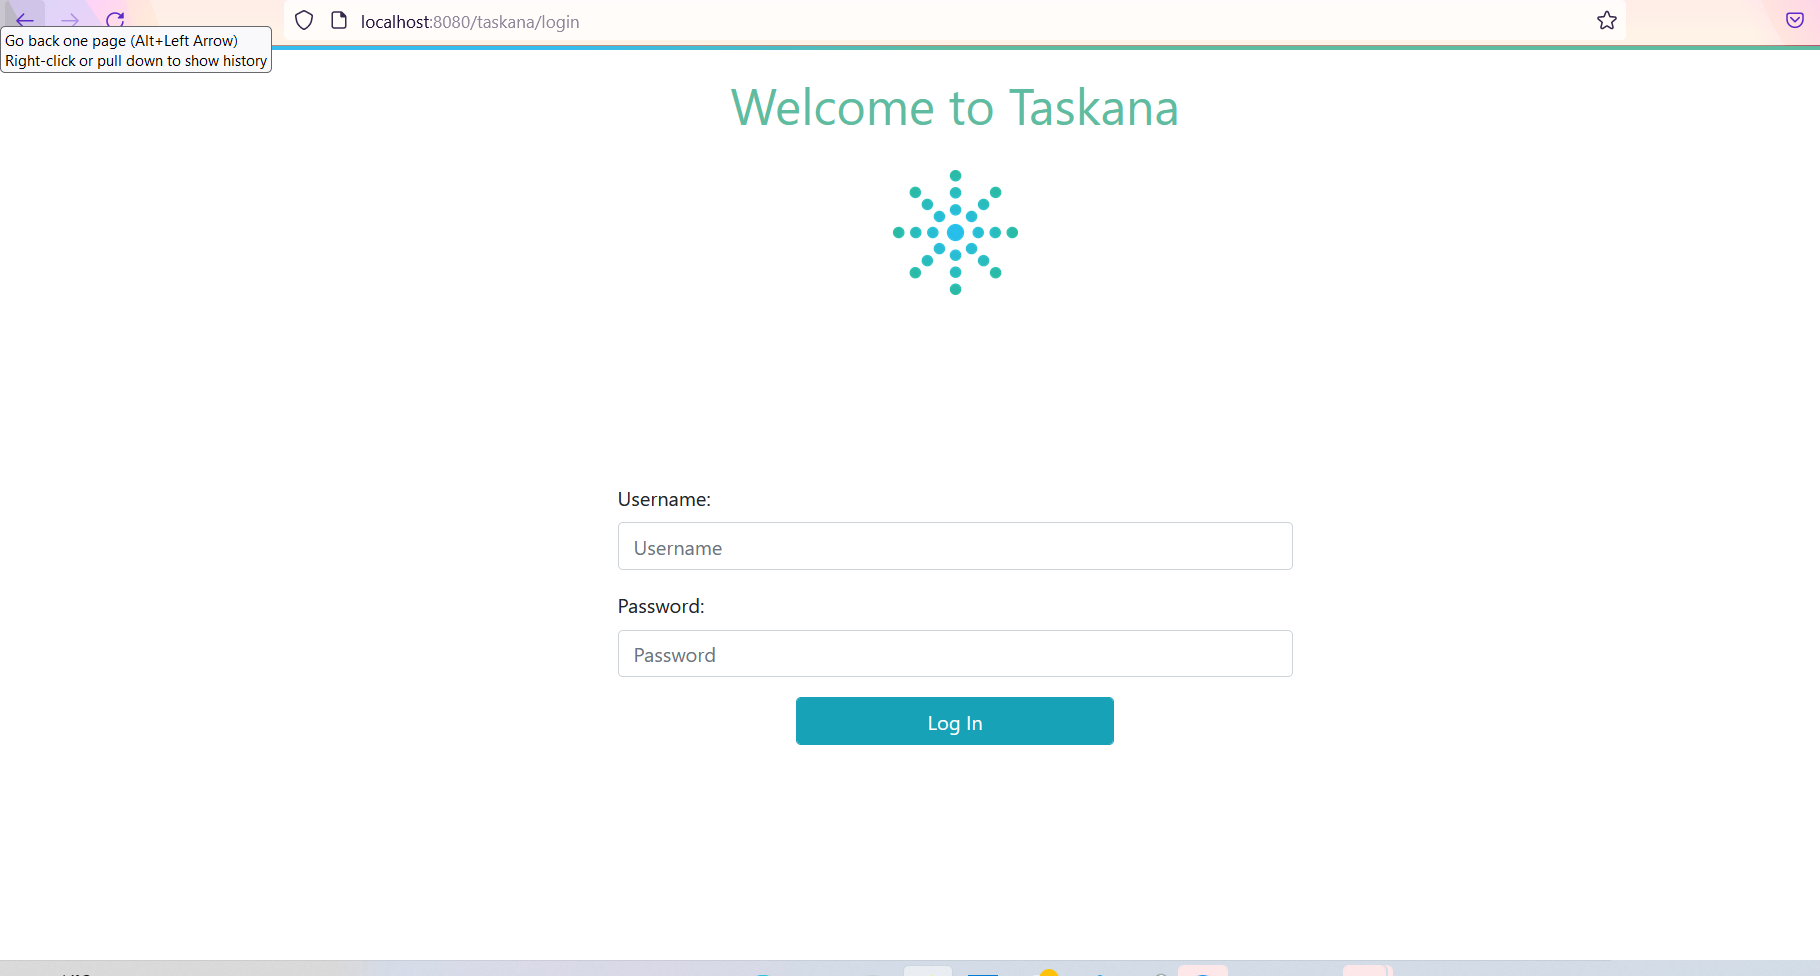 localhost:8080/taskana/login
Go back one page (Alt+Left Arrow)
Right-click or pull down to show history
Welcome to Taskana
Username:
Username
Password:
Password
Log In